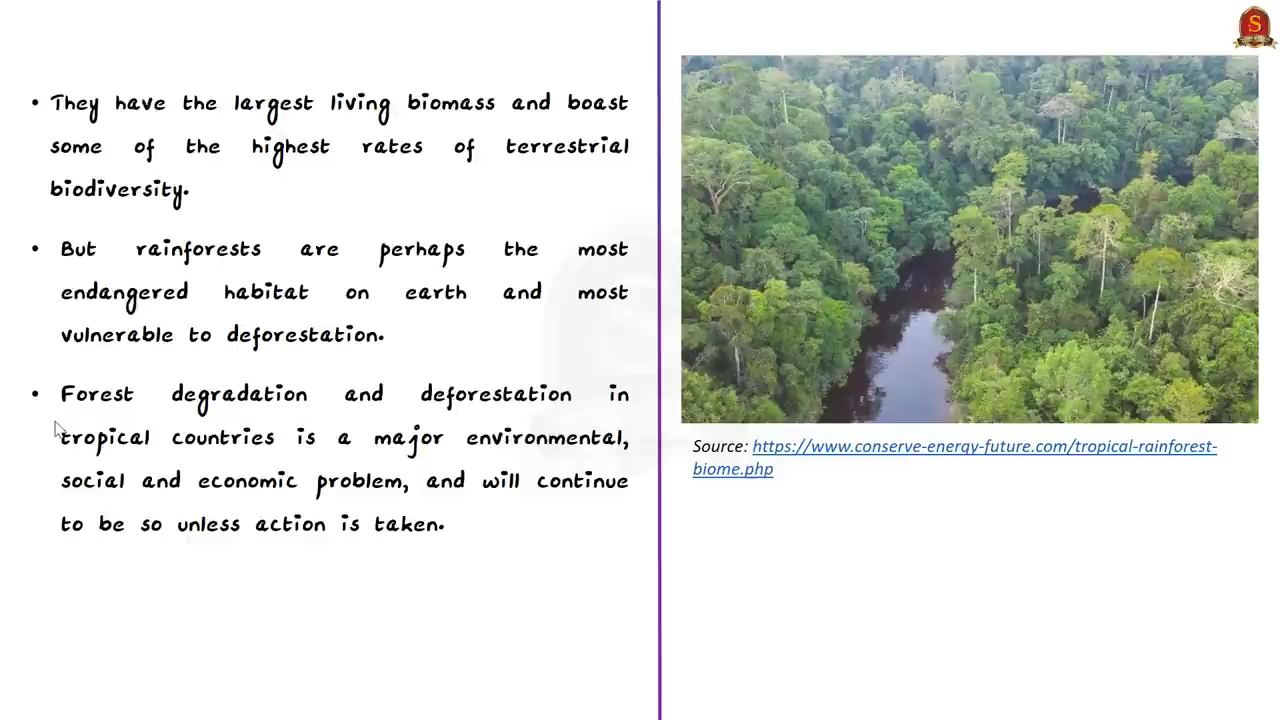 • They have the largest living biomass and boast
some of the highest rates of terrestrial
biodiversity.
• But rainforests are perhaps the most
endangered habitat on earth and most
vulnerable to deforestation.
• Forest degradation and deforestation in
tropical countries is a major environmental,
social and economic problem, and will continue
to be so unless action is taken.
S
Source: https://www.conserve-energy-future.com/tropical-rainforest-
biome.php